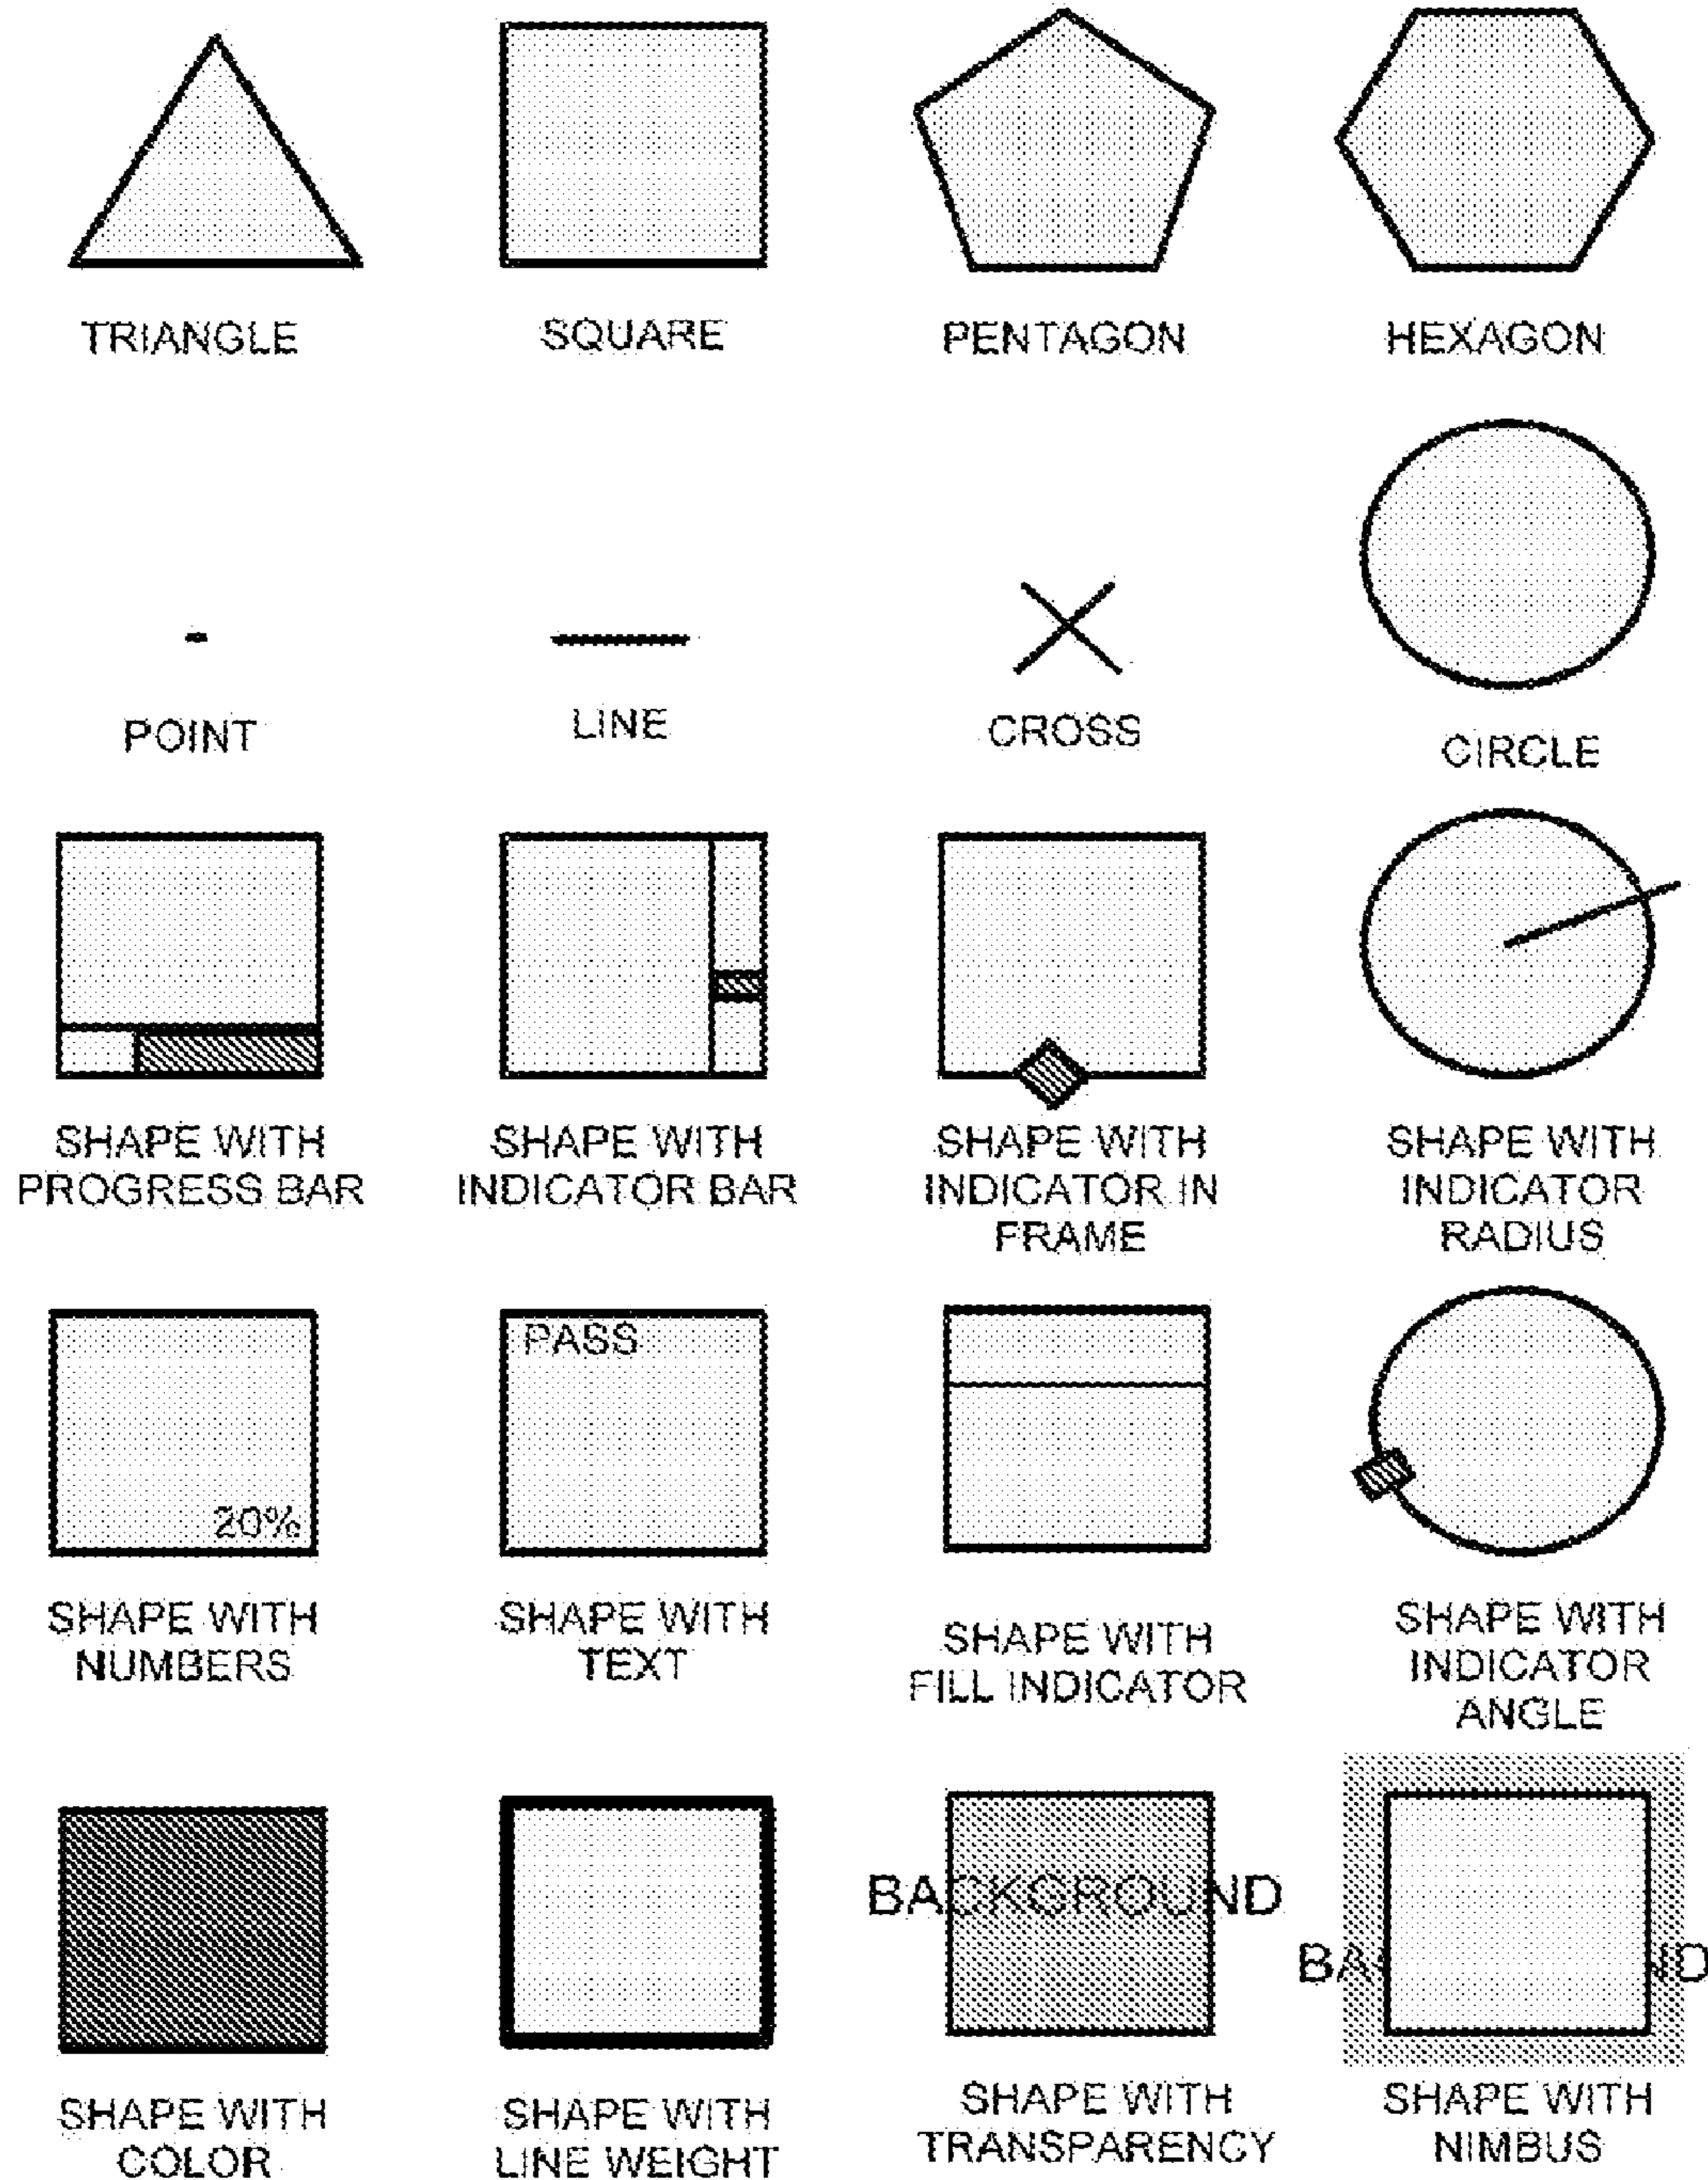 TRIANGLE
SQUARE
PENTAGON
HEXAGON
POINT
LINE
CROSS
CIRCLE
SHAPE WITH
PROGRESS BAR
SHAPE WITH
INDICATOR BAR
SHAPE WITH
INDICATOR IN
FRAME
SHAPE WITH
INDICATOR
RADIUS
20%
SHAPE WITH
NUMBERS
PASS
SHAPE WITH
TEXT
SHAPE WITH
FILL INDICATOR
SHAPE WITH
INDICATOR
ANGLE
SHAPE WITH
COLOR
SHAPE WITH
LINE WEIGHT
BACKGROUND
SHAPE WITH
TRANSPARENCY
BA ND
SHAPE WITH
NIMBUS